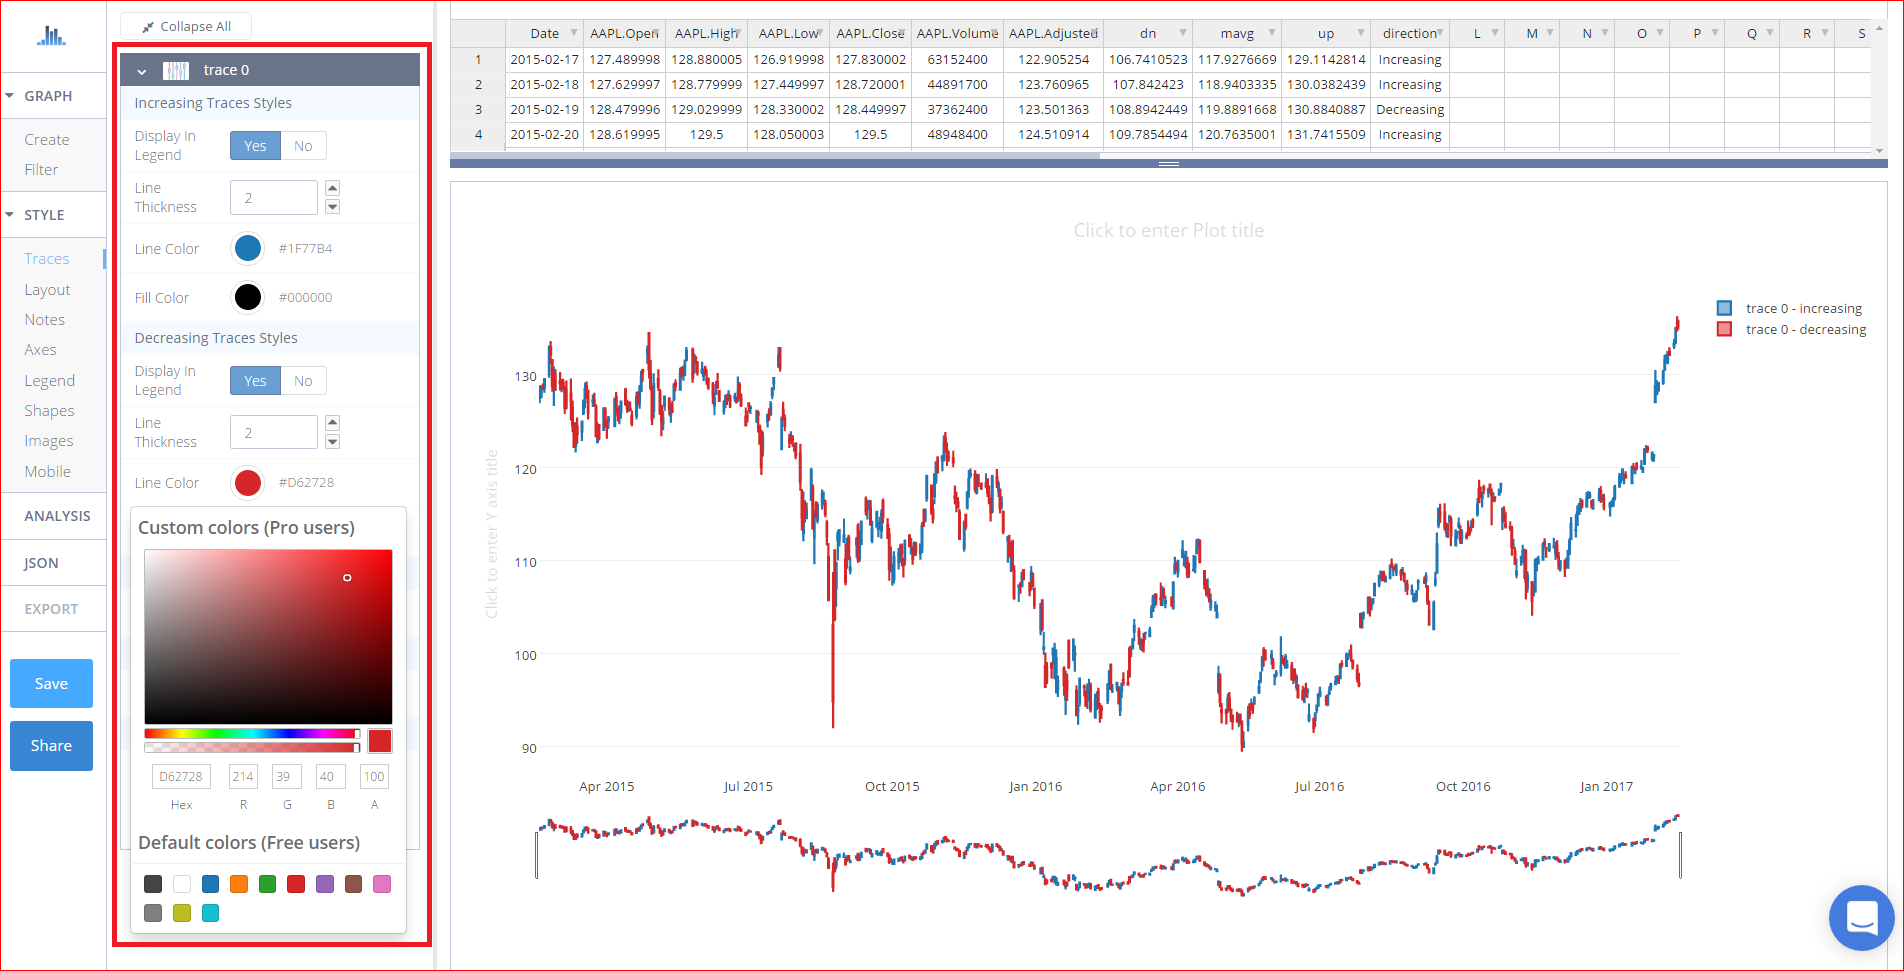 Collapse All
trace 0
Increasing Traces Styles
Display In
Legend
Yes No
Line
Thickness
2
Line Color #1F77B4
Fill Color #000000
Decreasing Traces Styles
Display In
Legend
Yes No
Line
Thickness
2
Line Color #D62728
Custom colors (Pro users)
D62728 214 39 40 100
Hex R G B A
Default colors (Free users)
GRAPH
Create
Filter
STYLE
Traces
Layout
Notes
Axes
Legend
Shapes
Images
Mobile
ANALYSIS
JSON
EXPORT
Save
Share
Date AAPL.Open AAPL.High AAPL.Low AAPL.Close AAPL.Volume AAPL.Adjusted dn mavg up direction L M N O P Q R S
1 2015-02-17 127.489998 128.880005 126.919998 127.830002 63152400 122.905254 106.7410523 117.9276669 129.1142814 Increasing
2 2015-02-18 127.629997 128.779999 127.449997 128.720001 44891700 123.760965 107.842423 118.9403335 130.0382439 Increasing
3 2015-02-19 128.479996 129.029999 128.330002 128.449997 37362400 123.501363 108.8942449 119.8891668 130.8840887 Decreasing
4 2015-02-20 128.619995 129.5 128.050003 129.5 48948400 124.510914 109.7854494 120.7635001 131.7415509 Increasing
Click to enter Plot title
trace 0 - increasing
trace 0 - decreasing
Click to enter Y axis title
130
120
110
100
90
Apr 2015 Jul 2015 Oct 2015 Jan 2016 Apr 2016 Jul 2016 Oct 2016 Jan 2017